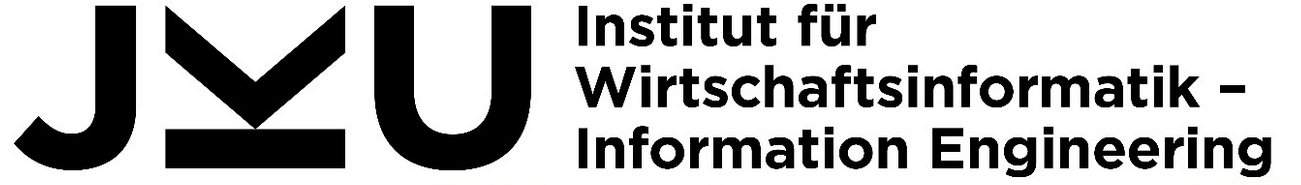 JKU
Institut für
Wirtschaftsinformatik –
Information Engineering